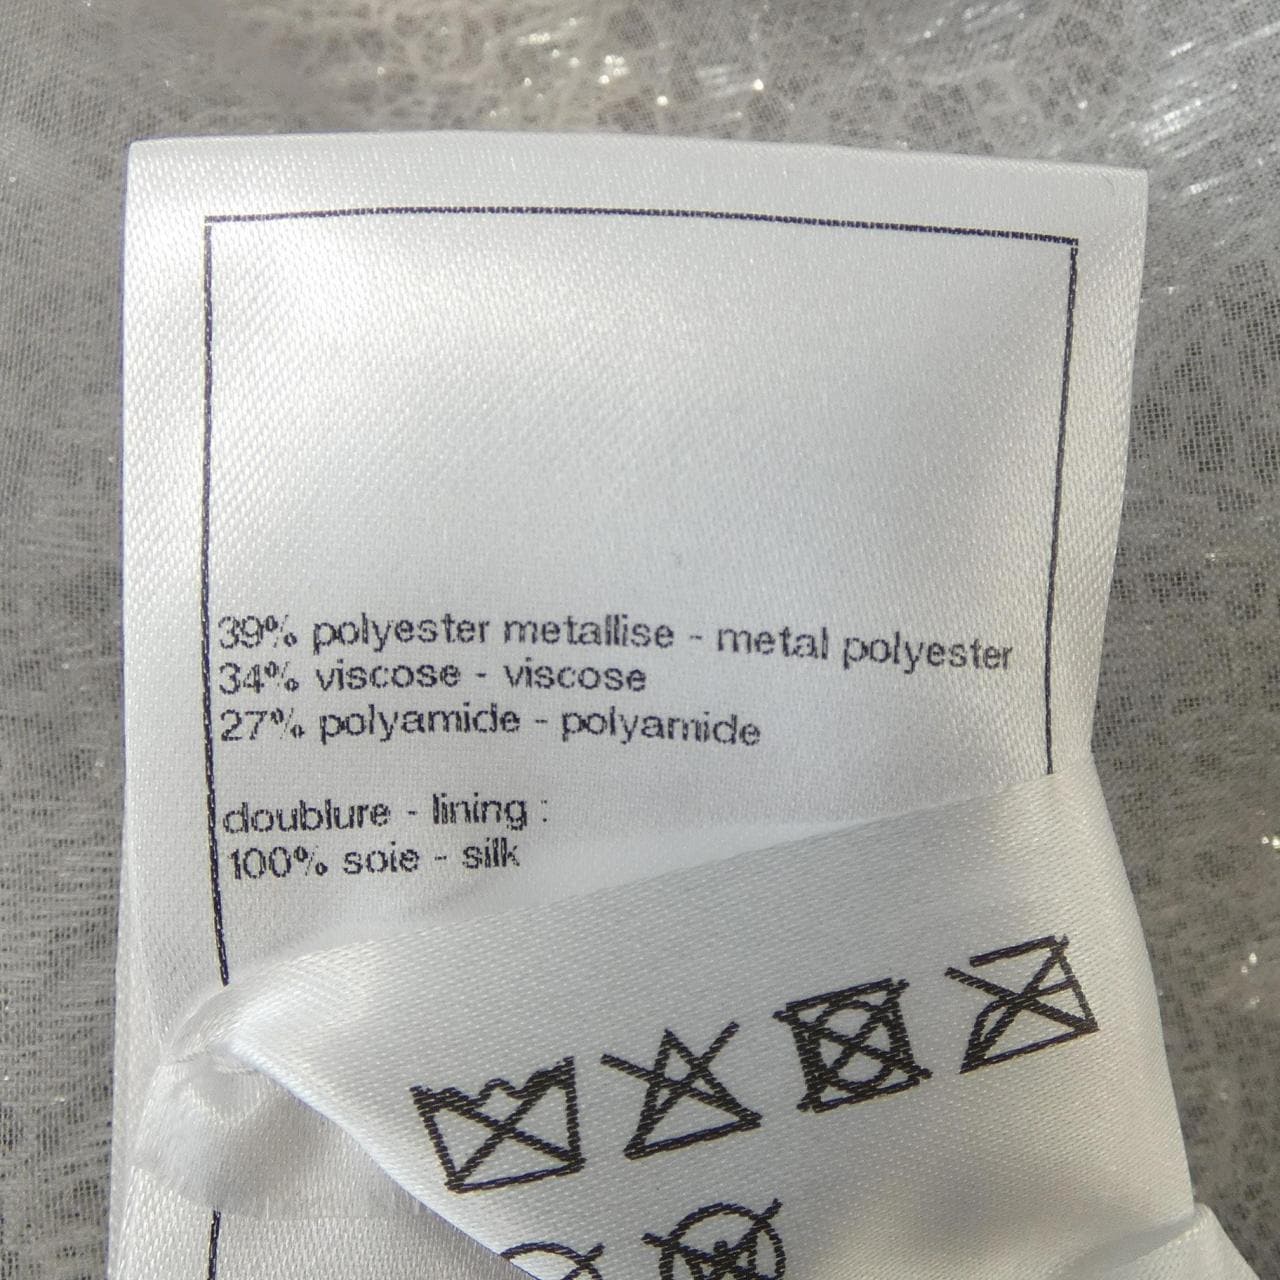 39% polyester metallise - metal polyester
34% viscose - viscose
27% polyamide - polyamide
doublure - lining :
100% soie - silk